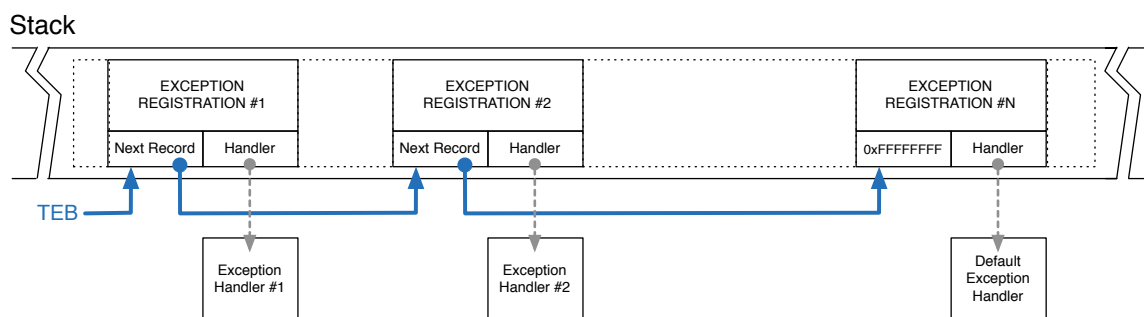 Stack
EXCEPTION
REGISTRATION #1
Next Record
Handler
EXCEPTION
REGISTRATION #2
Next Record
Handler
EXCEPTION
REGISTRATION #N
0xFFFFFFFF
Handler
TEB
Exception
Handler #1
Exception
Handler #2
Default
Exception
Handler